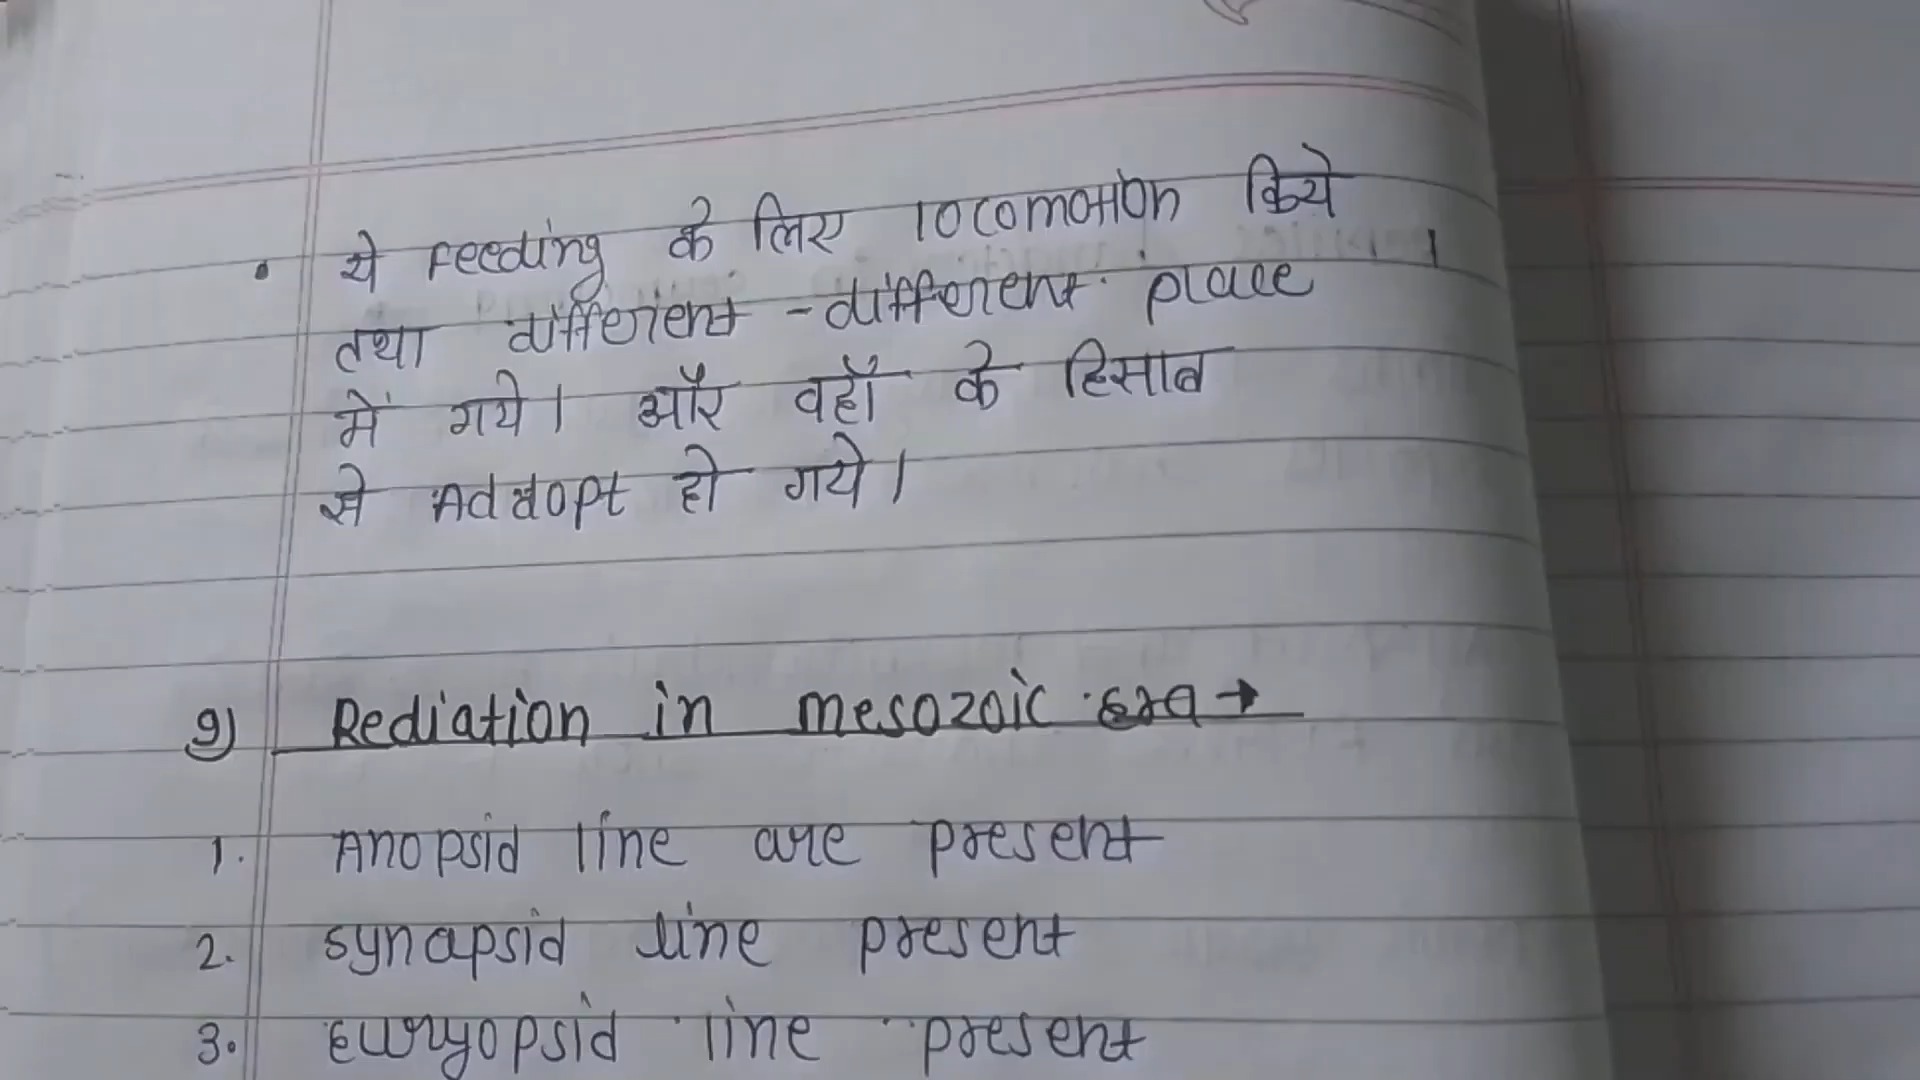 • ये feeding के लिए locomotion किये
तथा different - different place
में गये। और वहाँ के हिसाब
से Adaopt हो गये।
9) Rediation in mesozoic era →
1. Anopsid line are present
2. synapsid line present
3. Euryopsid line present